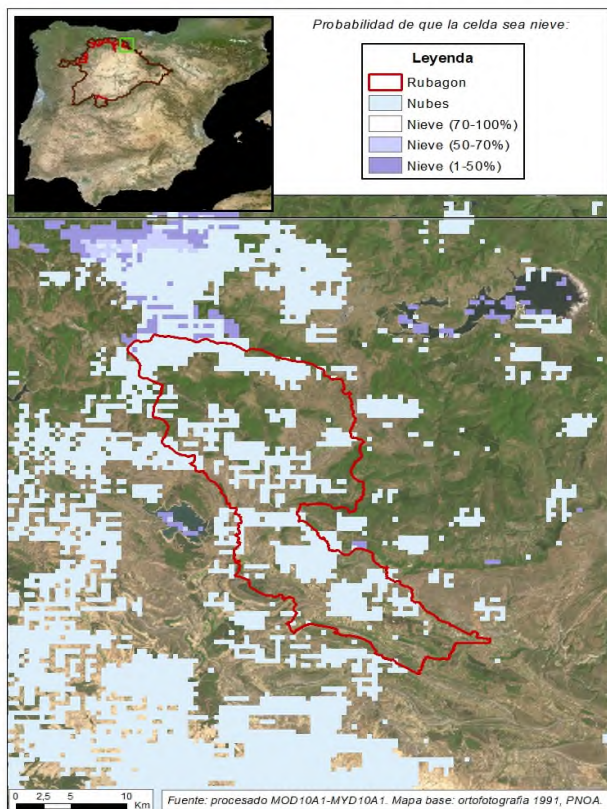 Probabilidad de que la celda sea nieve:
Leyenda
Rubagon
Nubes
Nieve (70-100%)
Nieve (50-70%)
Nieve (1-50%)
0 2,5 5 10
Km
Fuente: procesado MOD10A1-MYD10A1. Mapa base: ortofotografia 1991, PNOA